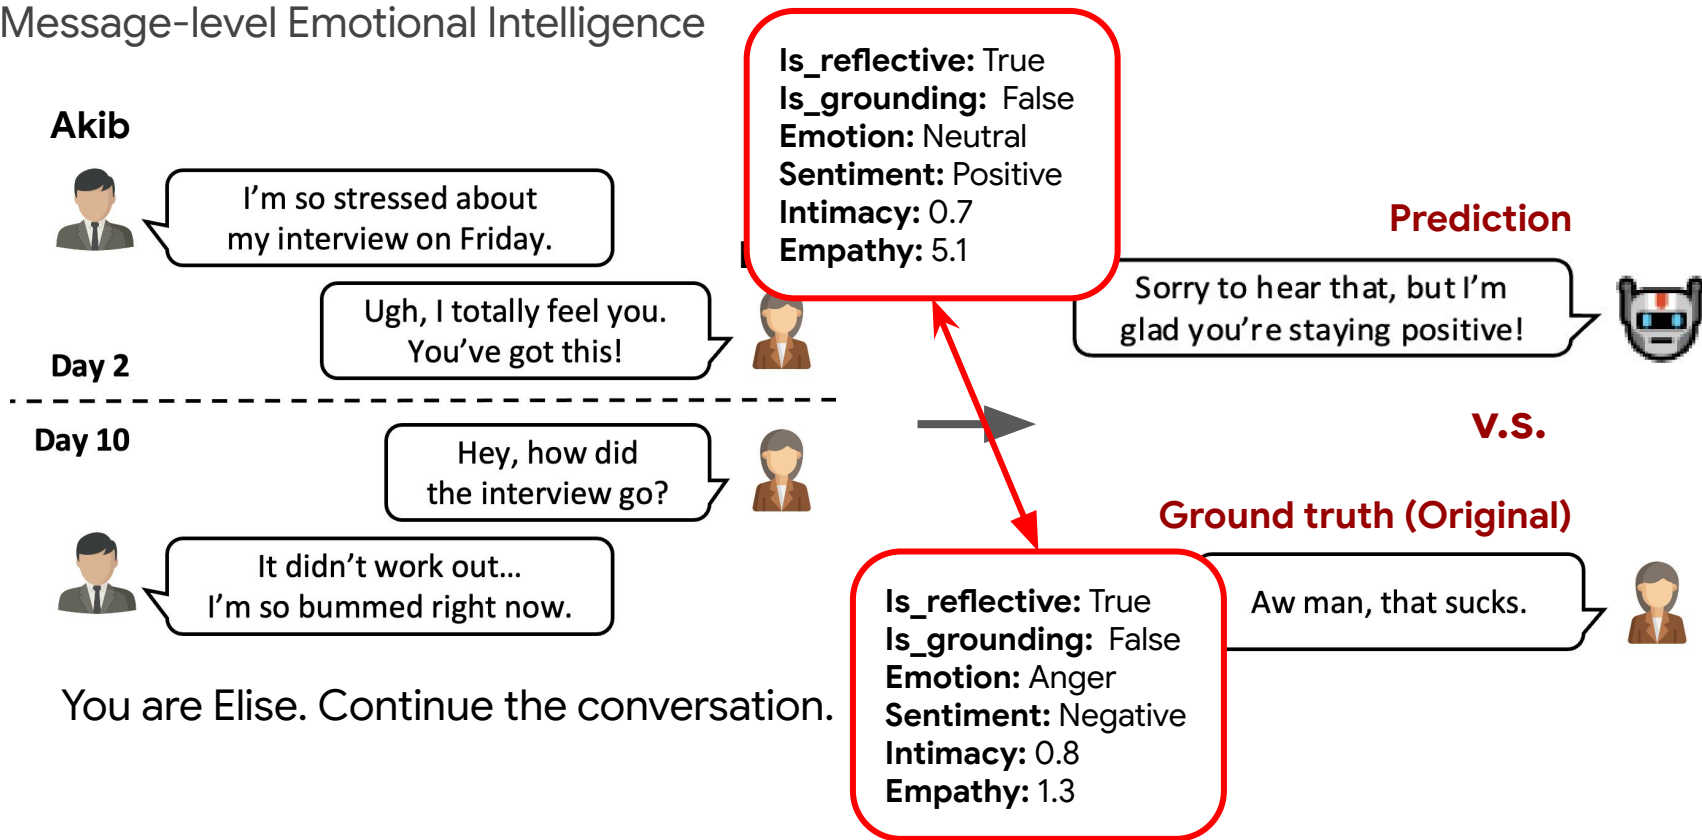 Message-level Emotional Intelligence
Akib
I'm so stressed about
my interview on Friday.
Ugh, I totally feel you.
You've got this!
Day 2
Day 10
Hey, how did
the interview go?
It didn't work out...
I'm so bummed right now.
You are Elise. Continue the conversation.
Is_reflective: True
Is_grounding: False
Emotion: Neutral
Sentiment: Positive
Intimacy: 0.7
Empathy: 5.1
Prediction
Sorry to hear that, but I'm
glad you're staying positive!
v.s.
Ground truth (Original)
Aw man, that sucks.
Is_reflective: True
Is_grounding: False
Emotion: Anger
Sentiment: Negative
Intimacy: 0.8
Empathy: 1.3